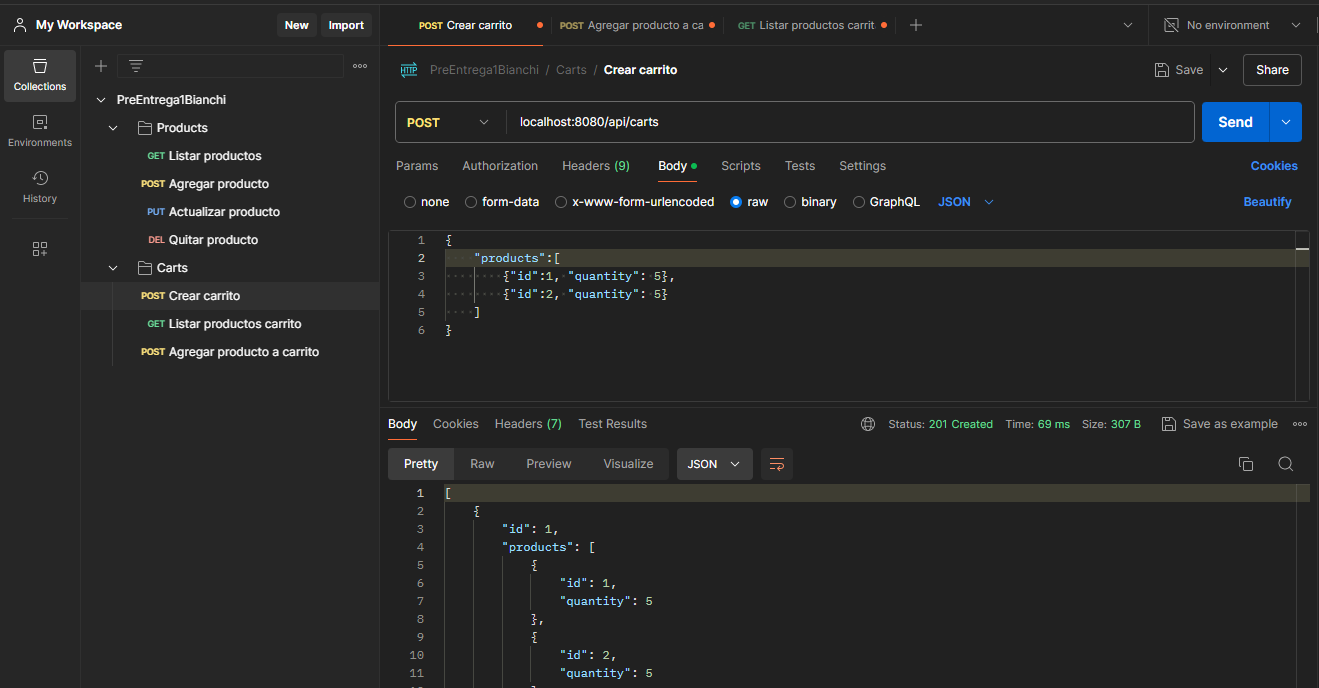 My Workspace
New
Import
POST Crear carrito
POST Agregar producto a ca
GET Listar productos carrit
No environment
Collections
Environments
History
PreEntrega1Bianchi
Products
GET Listar productos
POST Agregar producto
PUT Actualizar producto
DEL Quitar producto
Carts
POST Crear carrito
GET Listar productos carrito
POST Agregar producto a carrito
HTTP
PreEntrega1Bianchi / Carts / Crear carrito
Save
Share
POST
localhost:8080/api/carts
Send
Params
Authorization
Headers (9)
Body
Scripts
Tests
Settings
Cookies
none
form-data
x-www-form-urlencoded
raw
binary
GraphQL
JSON
Beautify
1 {
2 "products":[
3 {"id":1, "quantity": 5},
4 {"id":2, "quantity": 5}
5 ]
6 }
Body
Cookies
Headers (7)
Test Results
Status: 201 Created
Time: 69 ms
Size: 307 B
Save as example
Pretty
Raw
Preview
Visualize
JSON
1 [
2 {
3 "id": 1,
4 "products": [
5 {
6 "id": 1,
7 "quantity": 5
8 },
9 {
10 "id": 2,
11 "quantity": 5